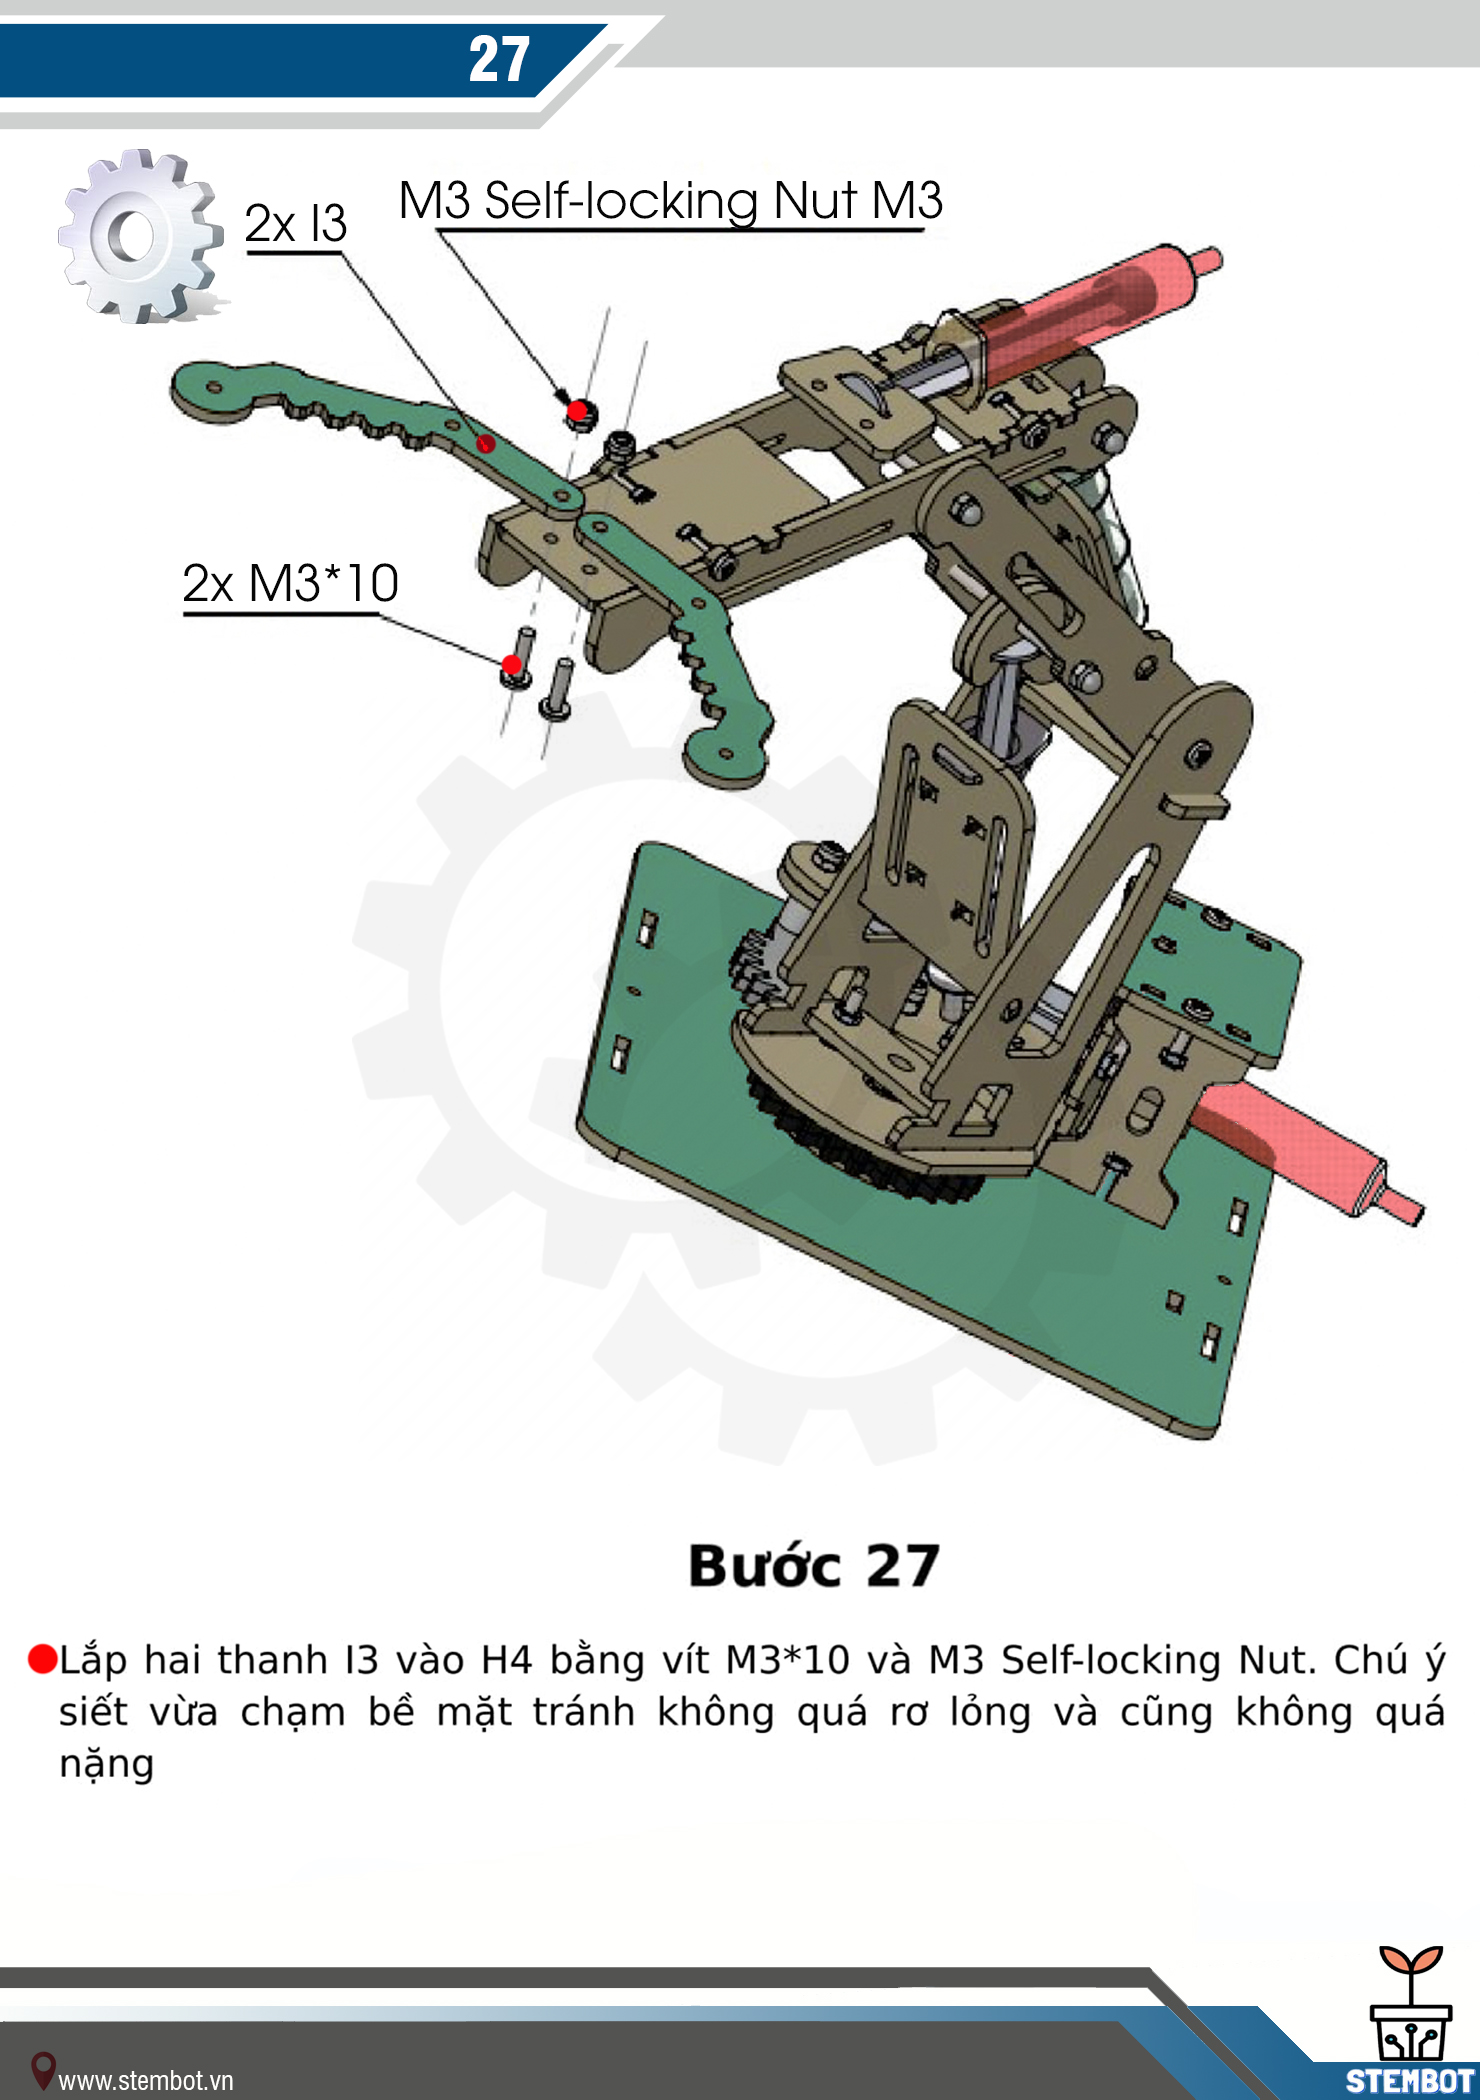 27
2x I3
M3 Self-locking Nut M3
2x M3*10
Bước 27
Lắp hai thanh I3 vào H4 bằng vít M3*10 và M3 Self-locking Nut. Chú ý
siết vừa chạm bề mặt tránh không quá rơ lỏng và cũng không quá
nặng
www.stembot.vn
STEMBOT